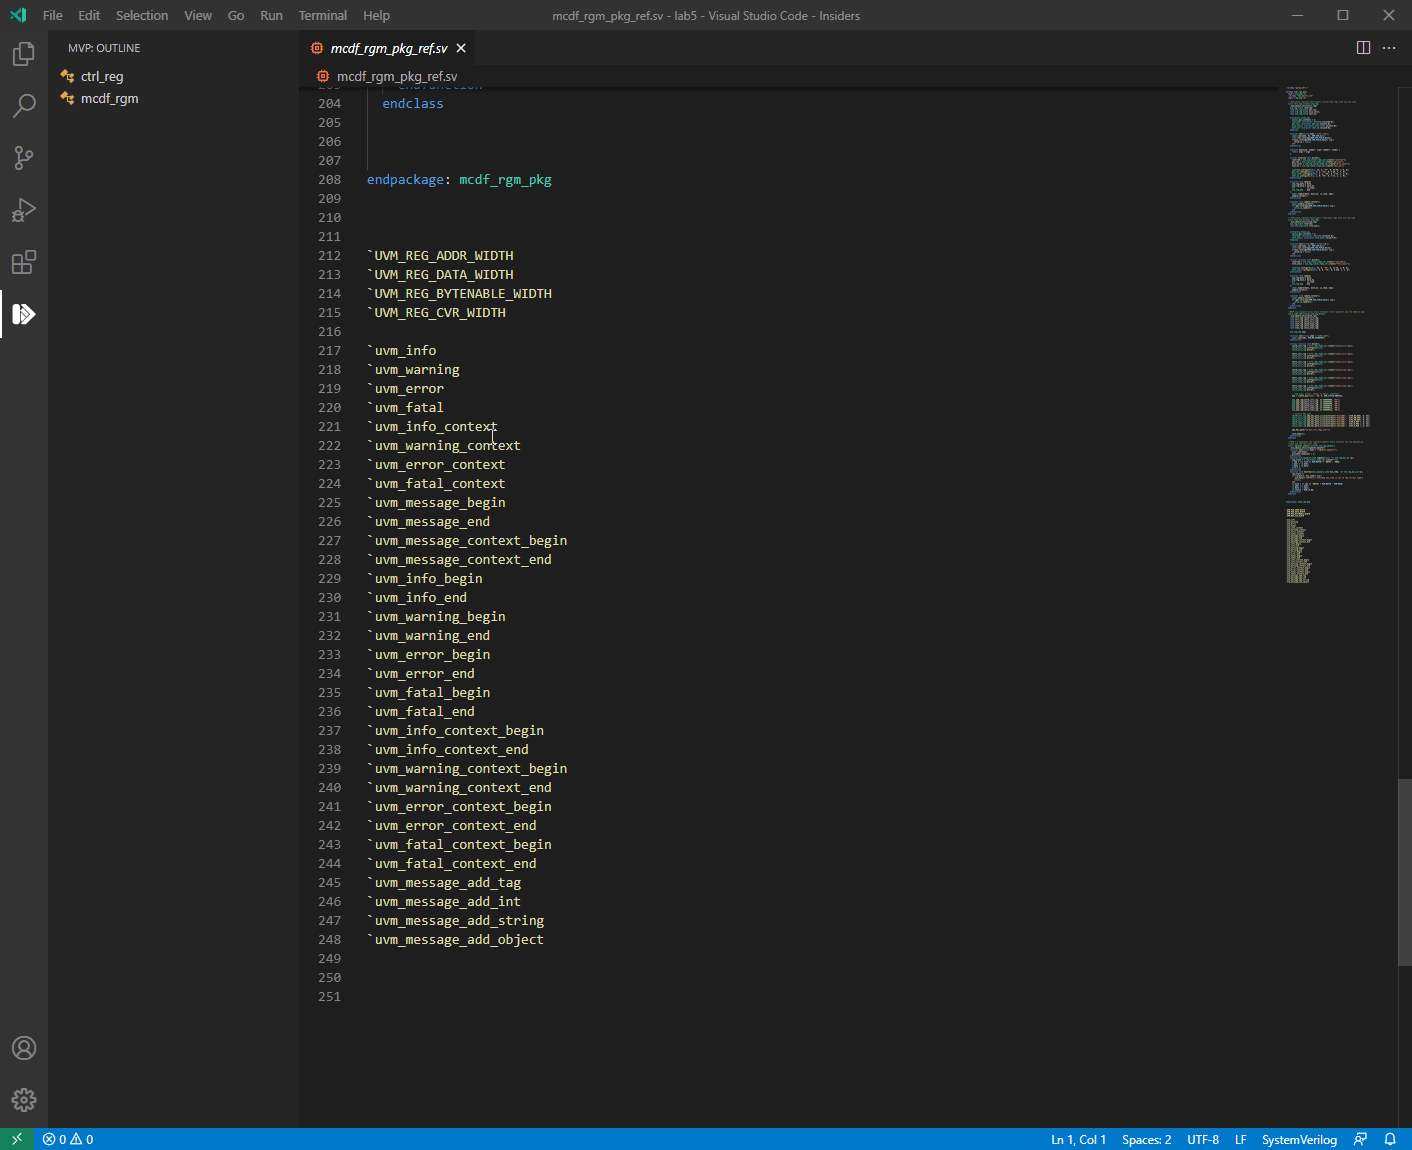 File Edit Selection View Go Run Terminal Help
mcdf_rgm_pkg_ref.sv - lab5 - Visual Studio Code - Insiders
MVP: OUTLINE
ctrl_reg
mcdf_rgm
mcdf_rgm_pkg_ref.sv
mcdf_rgm_pkg_ref.sv
203 endfunction
204 endclass
205
206
207
208 endpackage: mcdf_rgm_pkg
209
210
211
212 `UVM_REG_ADDR_WIDTH
213 `UVM_REG_DATA_WIDTH
214 `UVM_REG_BYTENABLE_WIDTH
215 `UVM_REG_CVR_WIDTH
216
217 `uvm_info
218 `uvm_warning
219 `uvm_error
220 `uvm_fatal
221 `uvm_info_context
222 `uvm_warning_context
223 `uvm_error_context
224 `uvm_fatal_context
225 `uvm_message_begin
226 `uvm_message_end
227 `uvm_message_context_begin
228 `uvm_message_context_end
229 `uvm_info_begin
230 `uvm_info_end
231 `uvm_warning_begin
232 `uvm_warning_end
233 `uvm_error_begin
234 `uvm_error_end
235 `uvm_fatal_begin
236 `uvm_fatal_end
237 `uvm_info_context_begin
238 `uvm_info_context_end
239 `uvm_warning_context_begin
240 `uvm_warning_context_end
241 `uvm_error_context_begin
242 `uvm_error_context_end
243 `uvm_fatal_context_begin
244 `uvm_fatal_context_end
245 `uvm_message_add_tag
246 `uvm_message_add_int
247 `uvm_message_add_string
248 `uvm_message_add_object
249
250
251
0 0
Ln 1, Col 1 Spaces: 2 UTF-8 LF SystemVerilog